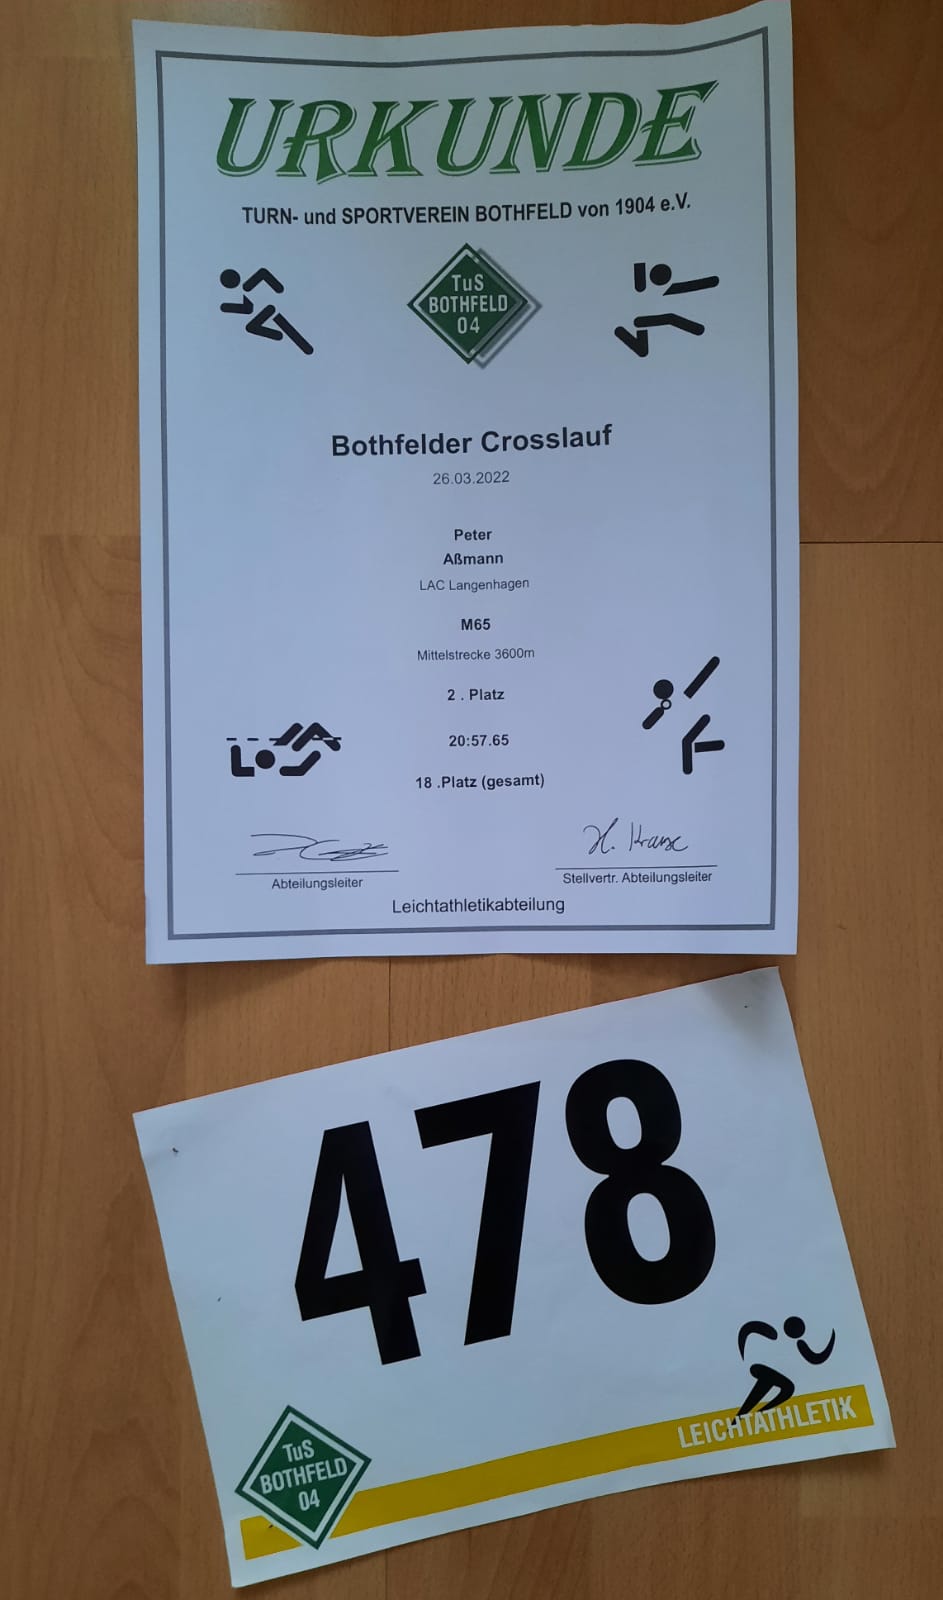 URKUNDE
TURN- und SPORTVEREIN BOTHFELD von 1904 e.V.
TuS
BOTHFELD
04
Bothfelder Crosslauf
26.03.2022
Peter
Aßmann
LAC Langenhagen
M65
Mittelstrecke 3600m
2 . Platz
20:57.65
18 .Platz (gesamt)
Abteilungsleiter
H. Kranse
Stellvertr. Abteilungsleiter
Leichtathletikabteilung
478
LEICHTATHLETIK
TuS
BOTHFELD
04